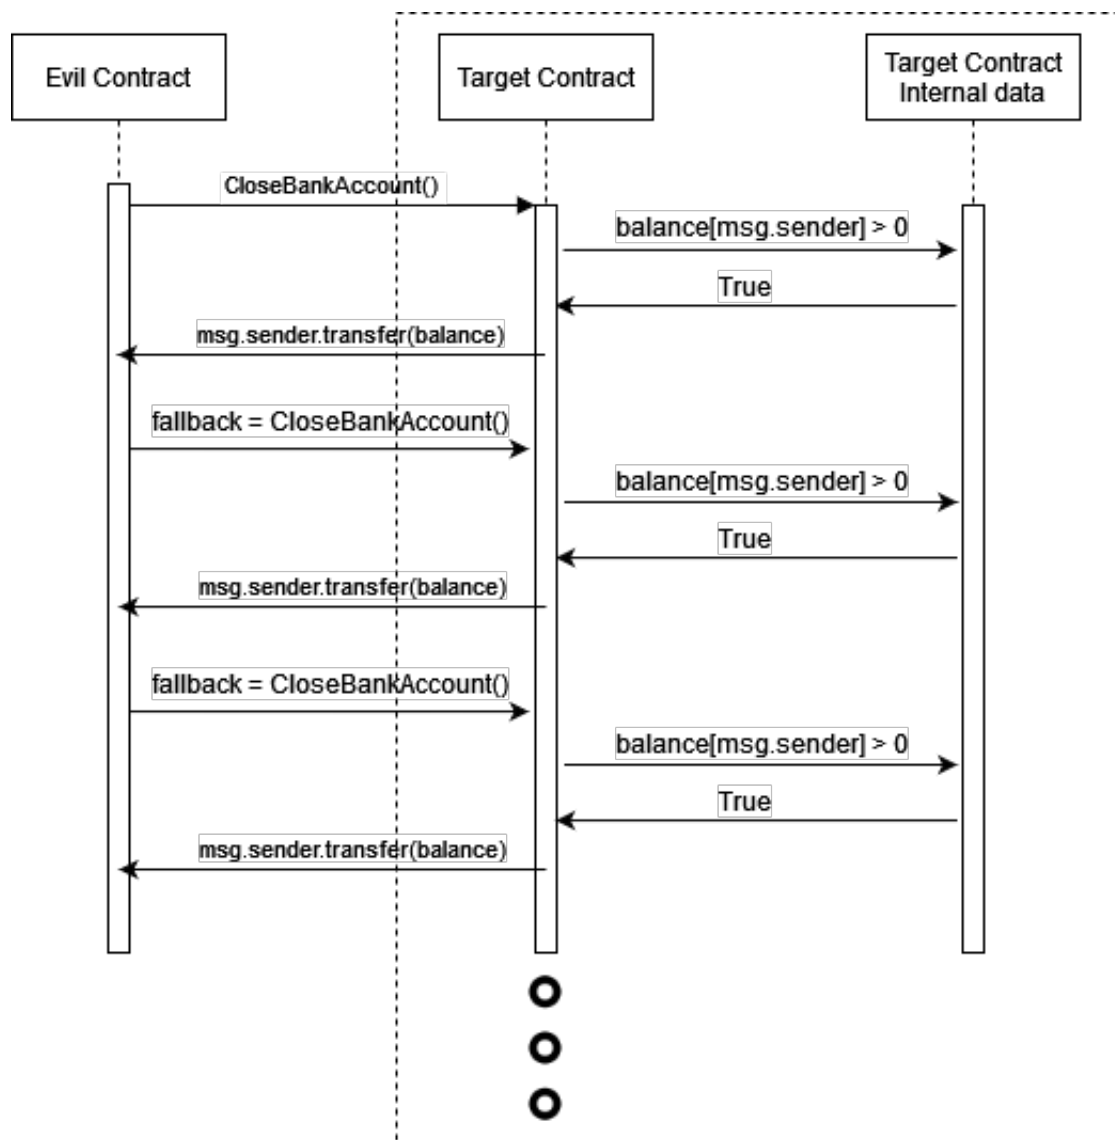 Evil Contract
Target Contract
Target Contract
Internal data
CloseBankAccount()
balance[msg.sender] > 0
True
msg.sender.transfer(balance)
fallback = CloseBankAccount()
balance[msg.sender] > 0
True
msg.sender.transfer(balance)
fallback = CloseBankAccount()
balance[msg.sender] > 0
True
msg.sender.transfer(balance)